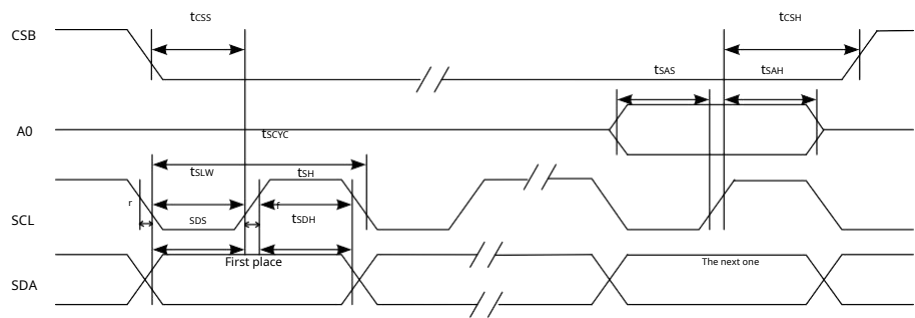 tCSS
tCSH
CSB
tSAS
tSAH
A0
tSCYC
tSLW
tSH
r
f
SCL
SDS
tSDH
First place
The next one
SDA